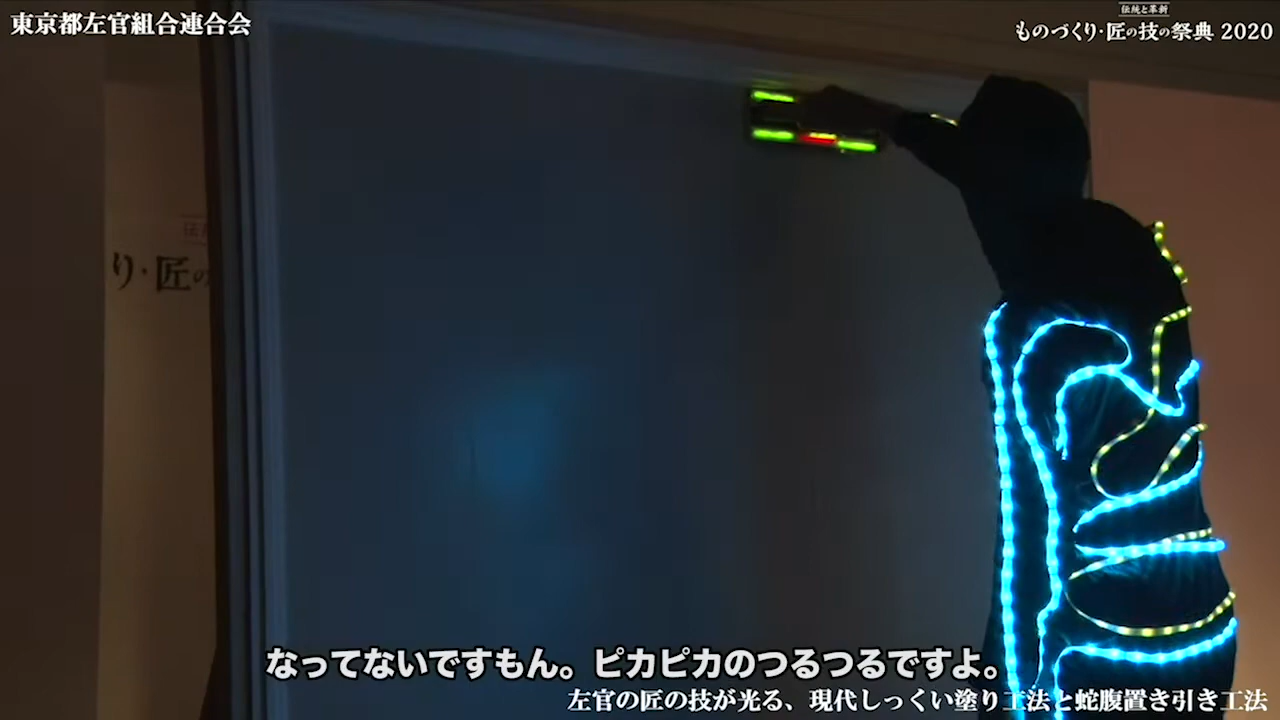 東京都左官組合連合会
伝統と革新
ものづくり・匠の技の祭典 2020
り・匠の
なってないですもん。ピカピカのつるつるですよ。
左官の匠の技が光る、現代しっくい塗り工法と蛇腹置き引き工法